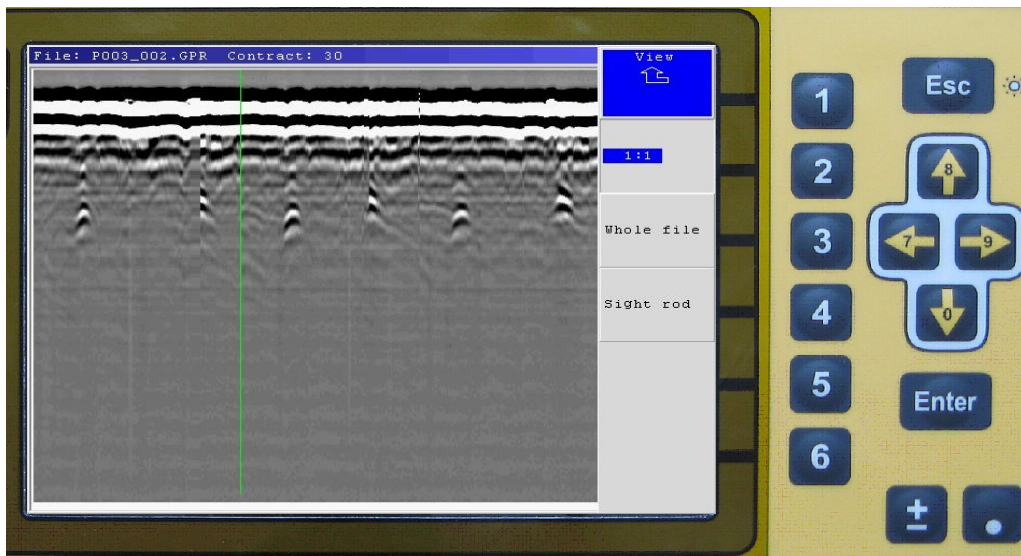 File: P003_002.GPR Contract: 30
View
1:1
Whole file
Sight rod
1
2
3
4
5
6
Esc
8
7
9
0
Enter
±
.